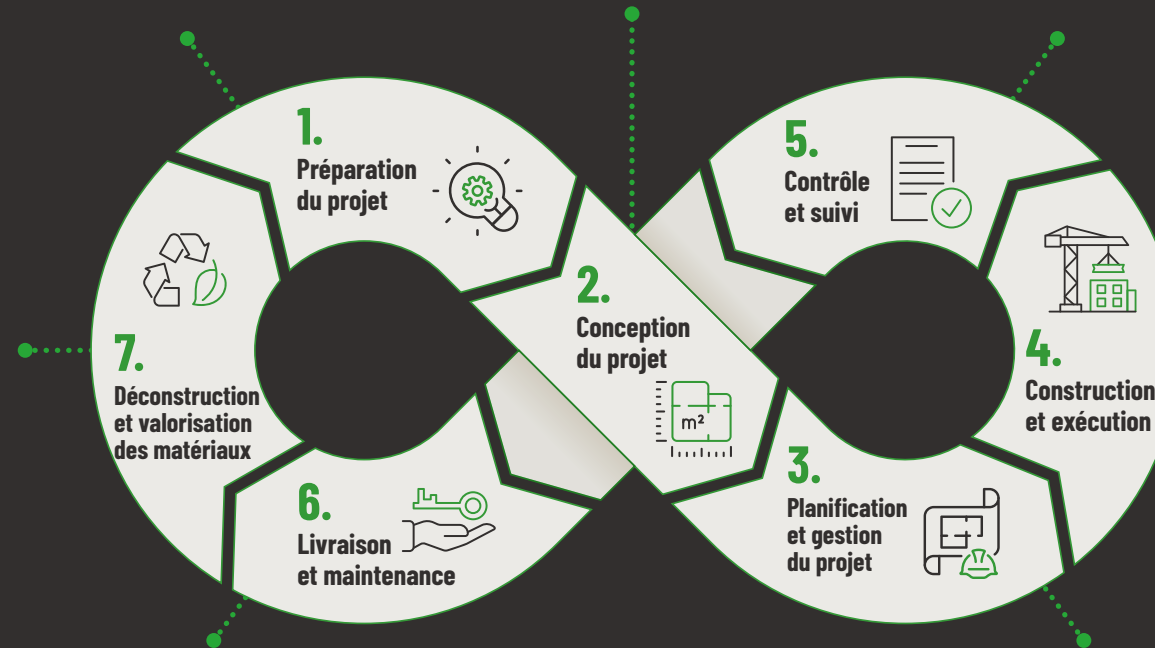 1.
Préparation
du projet
2.
Conception
du projet
m²
3.
Planification
et gestion
du projet
4.
Construction
et exécution
5.
Contrôle
et suivi
6.
Livraison
et maintenance
7.
Déconstruction
et valorisation
des matériaux